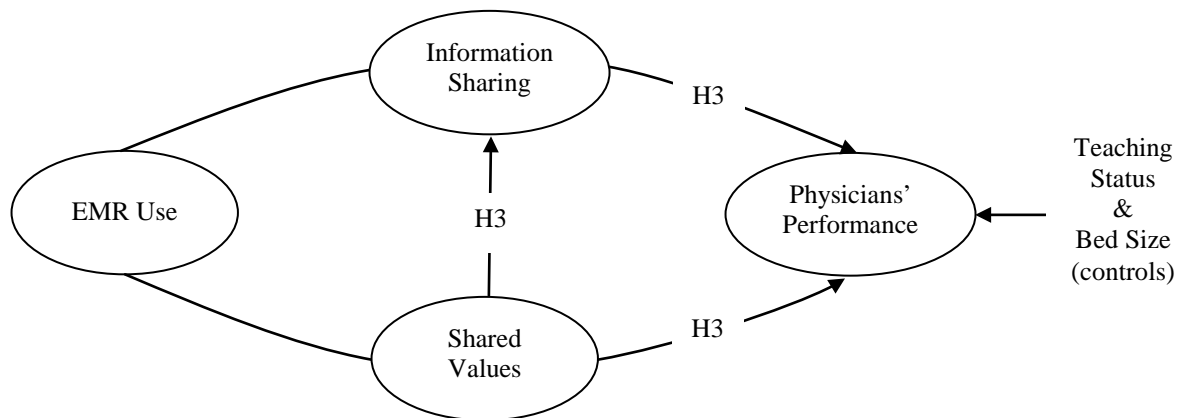 Information
Sharing
H3
EMR Use
H3
Physicians’
Performance
Teaching
Status
&
Bed Size
(controls)
Shared
Values
H3